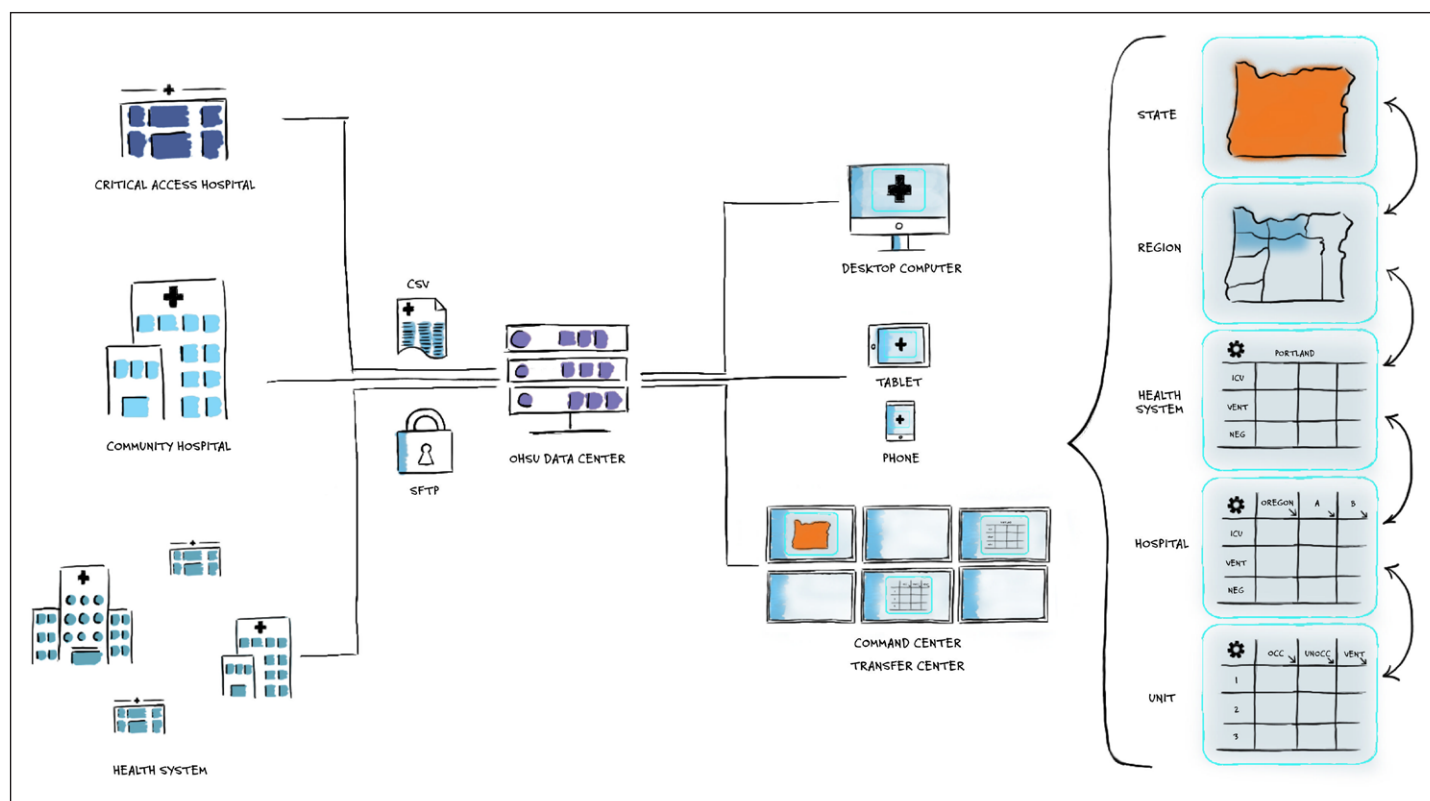 CRITICAL ACCESS HOSPITAL
COMMUNITY HOSPITAL
HEALTH SYSTEM
CSV
SFTP
OHSU DATA CENTER
DESKTOP COMPUTER
TABLET
PHONE
COMMAND CENTER
TRANSFER CENTER
STATE
REGION
HEALTH
SYSTEM
PORTLAND
ICU
VENT
NEG
HOSPITAL
OREGON A B
ICU
VENT
NEG
UNIT
OCC UNOCC VENT
1
2
3